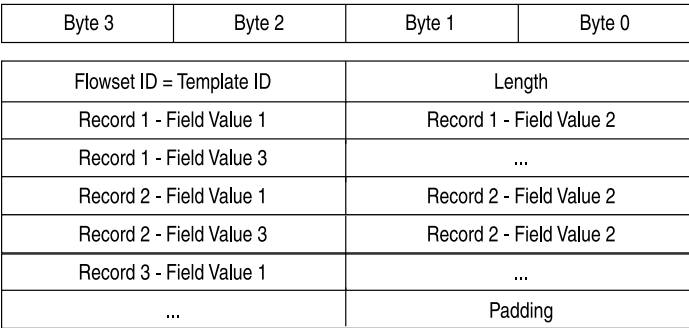 Byte 3 Byte 2 Byte 1 Byte 0
Flowset ID = Template ID Length
Record 1 - Field Value 1 Record 1 - Field Value 2
Record 1 - Field Value 3 ...
Record 2 - Field Value 1 Record 2 - Field Value 2
Record 2 - Field Value 3 Record 2 - Field Value 2
Record 3 - Field Value 1 ...
... Padding